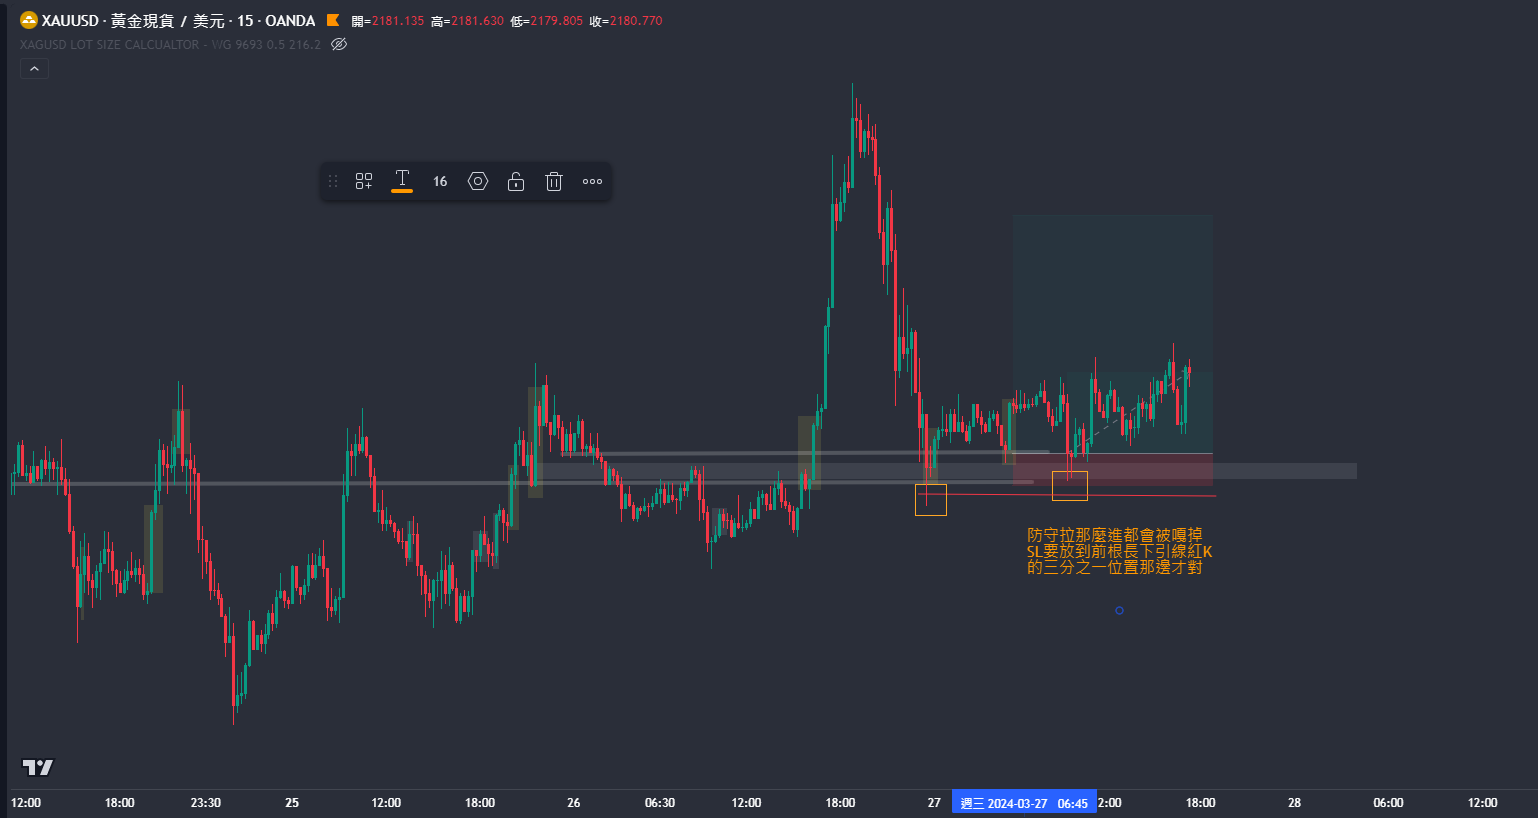 XAUUSD · 黃金現貨 / 美元 · 15 · OANDA 開=2181.135 高=2181.630 低=2179.805 收=2180.770
XAGUSD LOT SIZE CALCUALTOR - WG 9693 0.5 216.2
16
防守拉那麼進都會被嘎掉
SL要放到前根長下引線紅K
的三分之一位置那邊才對
12:00 18:00 23:30 25 12:00 18:00 26 06:30 12:00 18:00 27 週三 2024-03-27 06:45 2:00 18:00 28 06:00 12:00